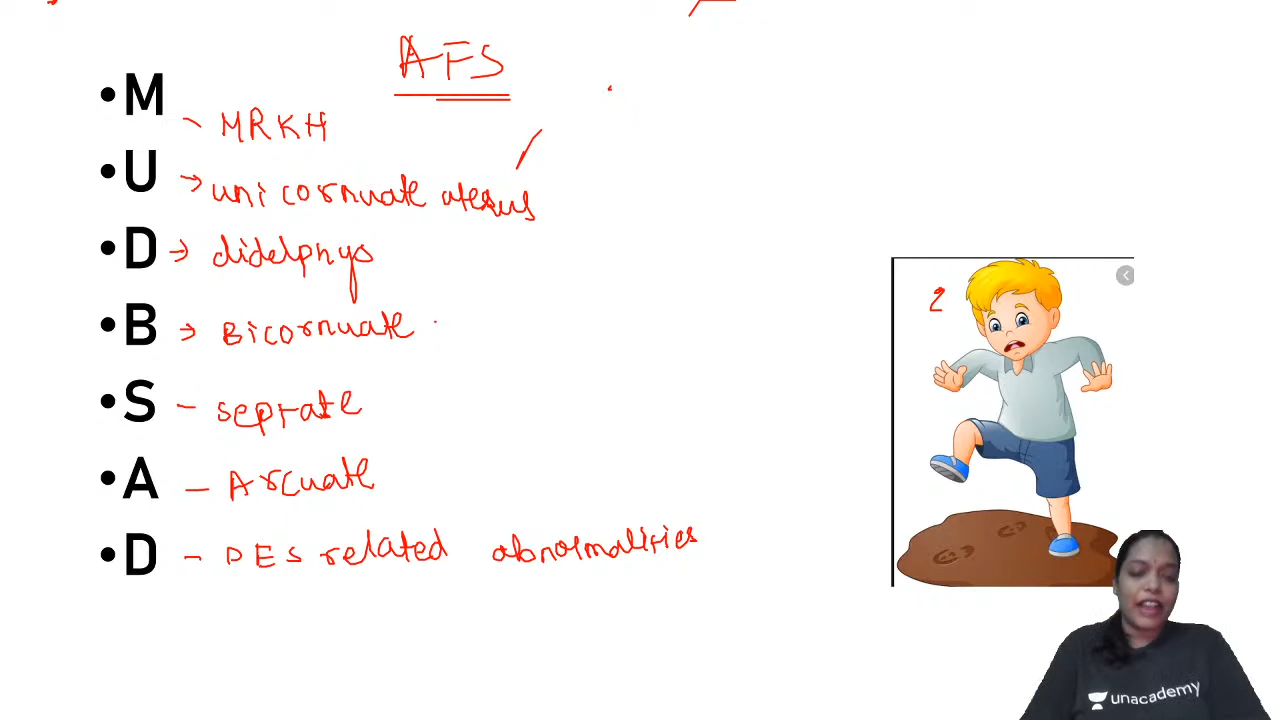 AFS
• M
- MRKH
• U
→ unicornuate uterus
• D → didelphys
• B → Bicornuate
• S - seprate
• A - Arcuate
• D - DES related abnormalities
2
unacademy